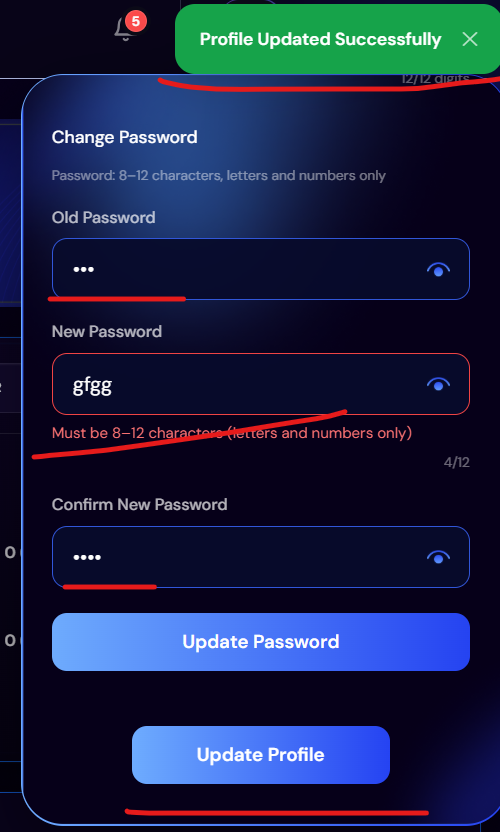 5
Profile Updated Successfully
12/12 digits
Change Password
Password: 8–12 characters, letters and numbers only
Old Password
•••
New Password
gfgg
Must be 8–12 characters (letters and numbers only)
4/12
Confirm New Password
••••
0
0
Update Password
Update Profile